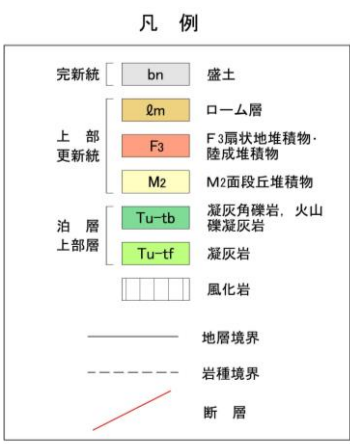 凡 例
完新統 bn 盛土
ℓm ローム層
上 部
更新統
F3 F3扇状地堆積物・
陸成堆積物
M2 M2面段丘堆積物
泊 層
上部層
Tu-tb 凝灰角礫岩，火山
礫凝灰岩
Tu-tf 凝灰岩
風化岩
地層境界
岩種境界
断 層